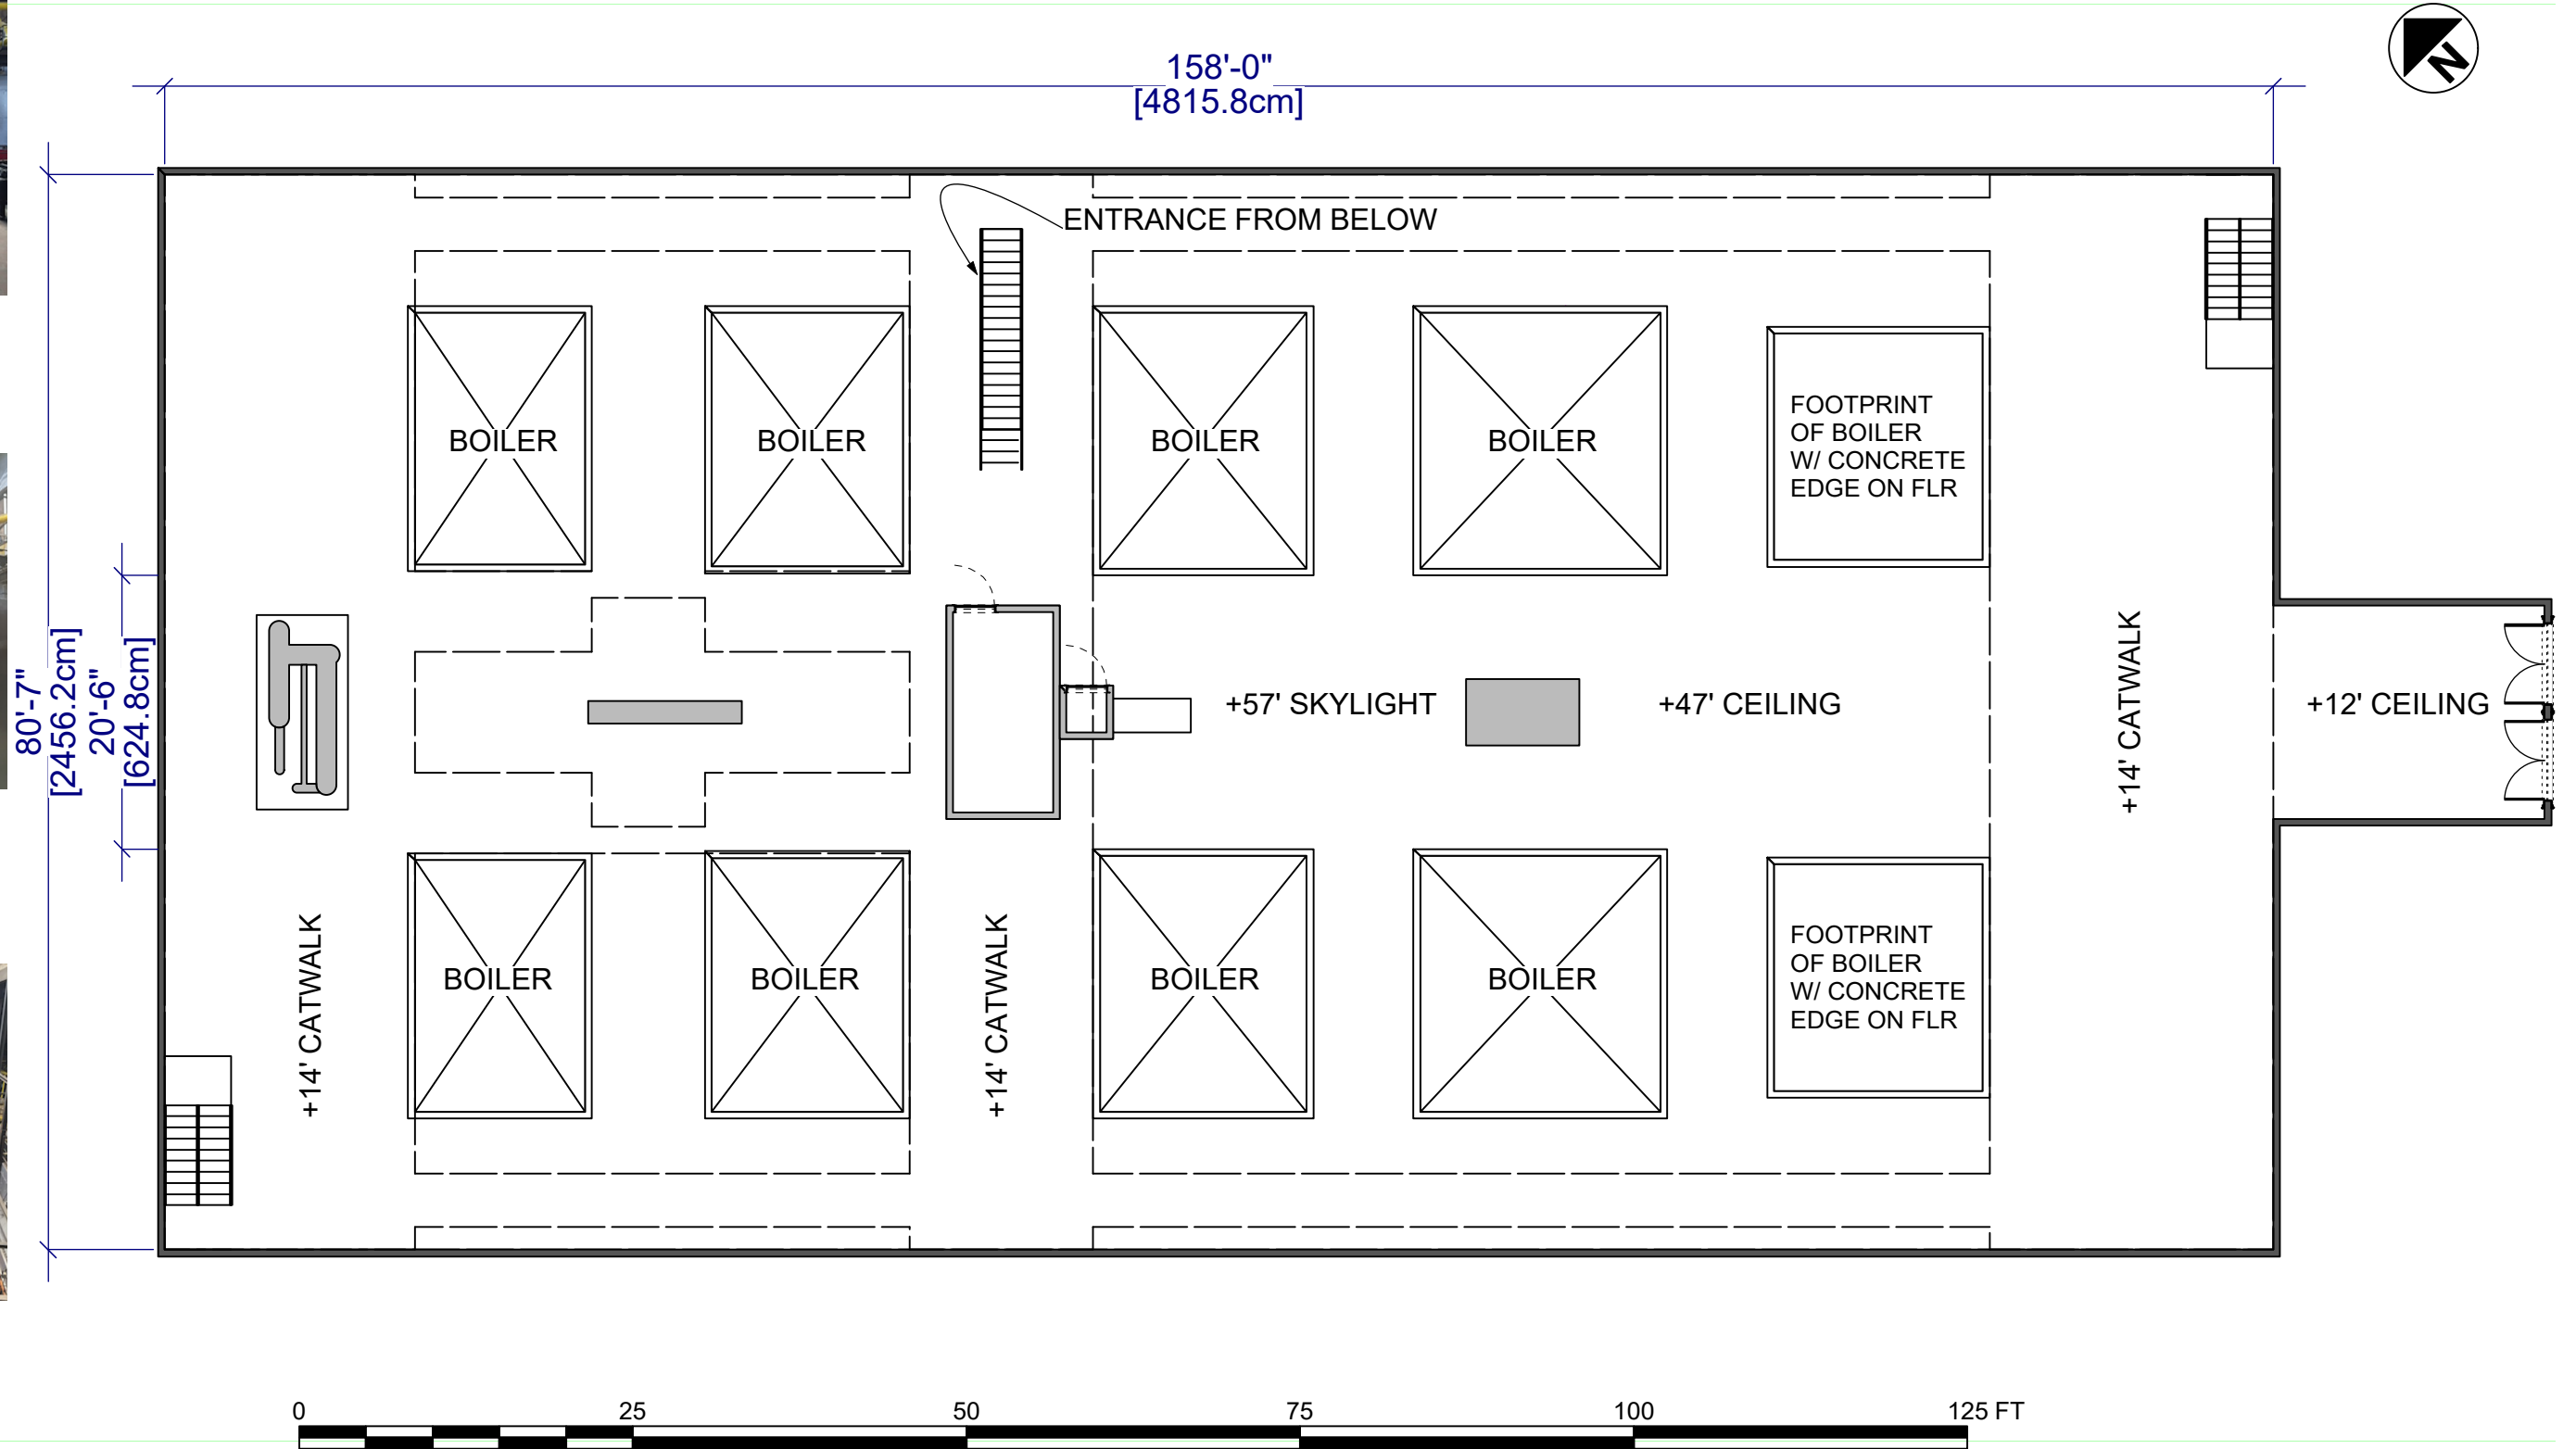 N
158'-0"
[4815.8cm]
ENTRANCE FROM BELOW
BOILER
BOILER
BOILER
BOILER
FOOTPRINT
OF BOILER
W/ CONCRETE
EDGE ON FLR
80'-7"
[2456.2cm]
20'-6"
[624.8cm]
+57' SKYLIGHT
+47' CEILING
+14' CATWALK
+12' CEILING
+14' CATWALK
BOILER
BOILER
+14' CATWALK
BOILER
BOILER
FOOTPRINT
OF BOILER
W/ CONCRETE
EDGE ON FLR
0 25 50 75 100 125 FT